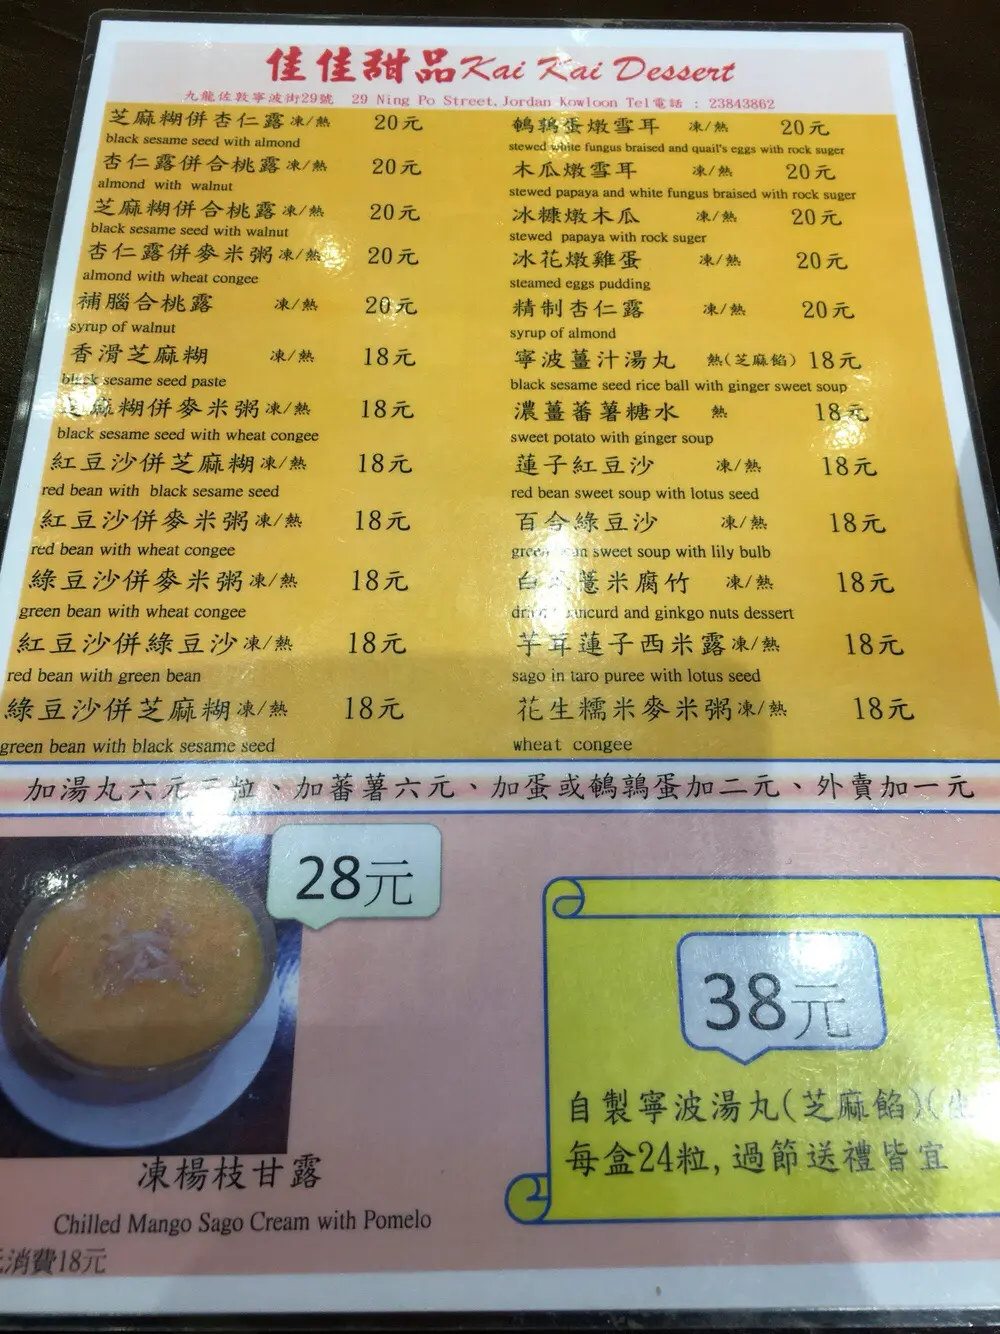 佳佳甜品Kai Kai Dessert
九龍佐敦寧波街29號 29 Ning Po Street, Jordan Kowloon Tel電話 : 23843862
芝麻糊併杏仁露 凍/熱 20元
black sesame seed with almond
杏仁露併合桃露 凍/熱 20元
almond with walnut
芝麻糊併合桃露 凍/熱 20元
black sesame seed with walnut
杏仁露併麥米粥 凍/熱 20元
almond with wheat congee
補腦合桃露 凍/熱 20元
syrup of walnut
香滑芝麻糊 凍/熱 18元
black sesame seed paste
芝麻糊併麥米粥 凍/熱 18元
black sesame seed with wheat congee
紅豆沙併芝麻糊 凍/熱 18元
red bean with black sesame seed
紅豆沙併麥米粥 凍/熱 18元
red bean with wheat congee
綠豆沙併麥米粥 凍/熱 18元
green bean with wheat congee
紅豆沙併綠豆沙 凍/熱 18元
red bean with green bean
綠豆沙併芝麻糊 凍/熱 18元
green bean with black sesame seed
鵪鶉蛋燉雪耳 凍/熱 20元
stewed white fungus braised and quail's eggs with rock suger
木瓜燉雪耳 凍/熱 20元
stewed papaya and white fungus braised with rock suger
冰糠燉木瓜 凍/熱 20元
stewed papaya with rock suger
冰花燉雞蛋 凍/熱 20元
steamed eggs pudding
精制杏仁露 凍/熱 20元
syrup of almond
寧波薑汁湯丸 熱(芝麻餡) 18元
black sesame seed rice ball with ginger sweet soup
濃薑蕃薯糖水 熱 18元
sweet potato with ginger soup
蓮子紅豆沙 凍/熱 18元
red bean sweet soup with lotus seed
百合綠豆沙 凍/熱 18元
green bean sweet soup with lily bulb
白 薏米腐竹 凍/熱 18元
and ginkgo nuts dessert
芋茸蓮子西米露 凍/熱 18元
sago in taro puree with lotus seed
花生糯米麥米粥 凍/熱 18元
wheat congee
加湯丸六元 粒、加蕃薯六元、加蛋或鵪鶉蛋加二元、外賣加一元
28元
凍楊枝甘露
Chilled Mango Sago Cream with Pomelo
消費18元
38元
自製寧波湯丸(芝麻餡)(
每盒24粒, 過節送禮皆宜